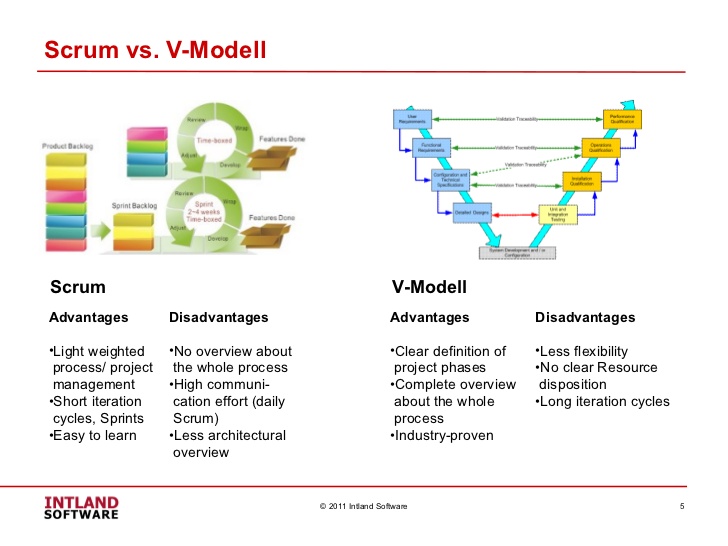 Scrum vs. V-Modell
Product Backlog
Review
Stop
Time-boxed
Adjust
Develop
Features Done
Sprint Backlog
Review
Stop
Sprint
2~4 weeks
Time-boxed
Adjust
Develop
Features Done
User
Requirements
Validation Traceability
Performance
Qualification
Functional
Requirements
Validation Traceability
Operations
Qualification
Validation Traceability
Configuration and
Technical
Specifications
Validation Traceability
Installation
Qualification
Detailed Designs
Unit and
Integration
Testing
System Development and / or
Configuration
Scrum
Advantages
•Light weighted
process/ project
management
•Short iteration
cycles, Sprints
•Easy to learn
Disadvantages
•No overview about
the whole process
•High communi-
cation effort (daily
Scrum)
•Less architectural
overview
V-Modell
Advantages
•Clear definition of
project phases
•Complete overview
about the whole
process
•Industry-proven
Disadvantages
•Less flexibility
•No clear Resource
disposition
•Long iteration cycles
INTLAND
SOFTWARE
© 2011 Intland Software
5